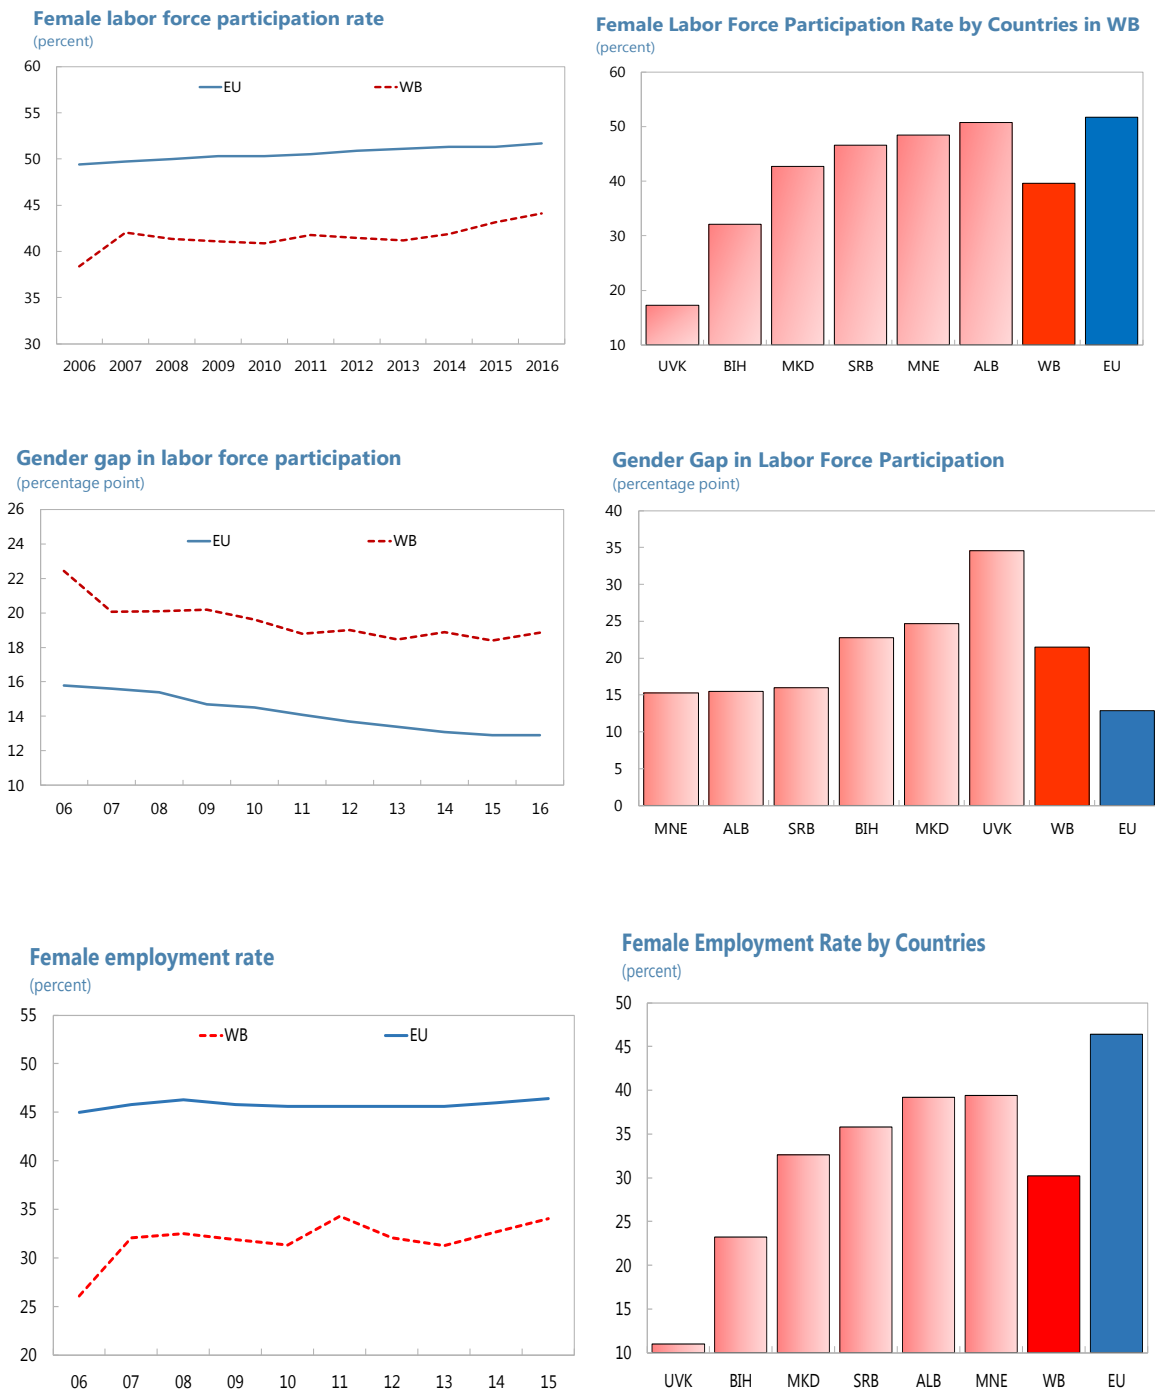 Female labor force participation rate
(percent)
60
55
50
45
40
35
30
EU
WB
2006 2007 2008 2009 2010 2011 2012 2013 2014 2015 2016
Female Labor Force Participation Rate by Countries in WB
(percent)
60
50
40
30
20
10
UVK BIH MKD SRB MNE ALB WB EU
Gender gap in labor force participation
(percentage point)
26
24
22
20
18
16
14
12
10
EU
WB
06 07 08 09 10 11 12 13 14 15 16
Gender Gap in Labor Force Participation
(percentage point)
40
35
30
25
20
15
10
5
0
MNE ALB SRB BIH MKD UVK WB EU
Female employment rate
(percent)
55
50
45
40
35
30
25
20
WB
EU
06 07 08 09 10 11 12 13 14 15
Female Employment Rate by Countries
(percent)
50
45
40
35
30
25
20
15
10
UVK BIH MKD SRB ALB MNE WB EU